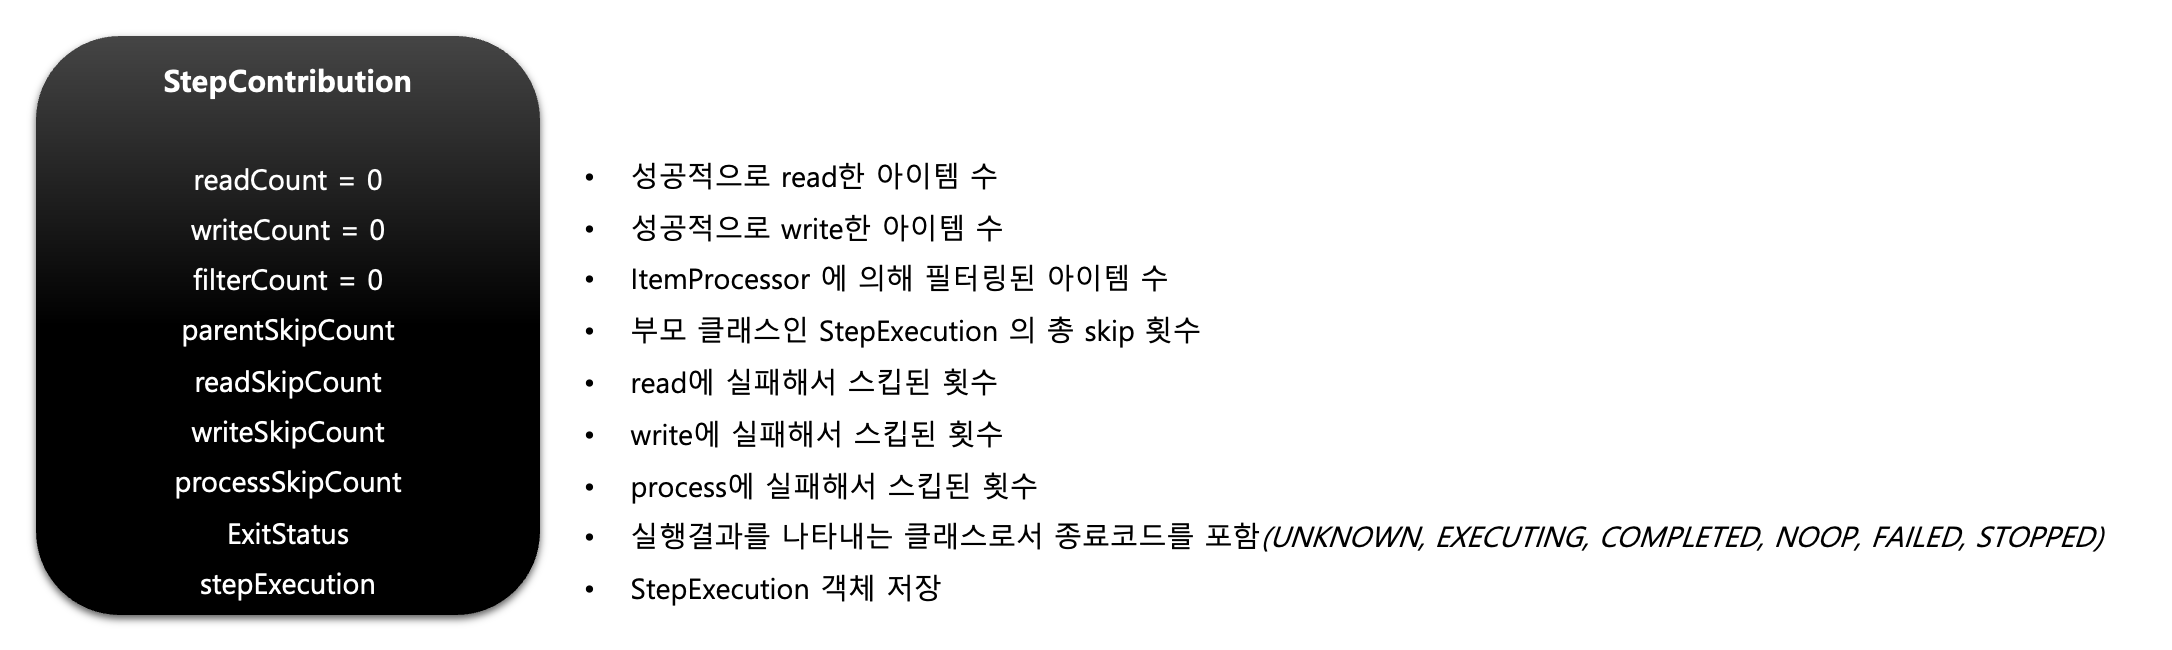 StepContribution
readCount = 0
• 성공적으로 read한 아이템 수
writeCount = 0
• 성공적으로 write한 아이템 수
filterCount = 0
• ItemProcessor 에 의해 필터링된 아이템 수
parentSkipCount
• 부모 클래스인 StepExecution 의 총 skip 횟수
readSkipCount
• read에 실패해서 스킵된 횟수
writeSkipCount
• write에 실패해서 스킵된 횟수
processSkipCount
• process에 실패해서 스킵된 횟수
ExitStatus
• 실행결과를 나타내는 클래스로서 종료코드를 포함(UNKNOWN, EXECUTING, COMPLETED, NOOP, FAILED, STOPPED)
stepExecution
• StepExecution 객체 저장